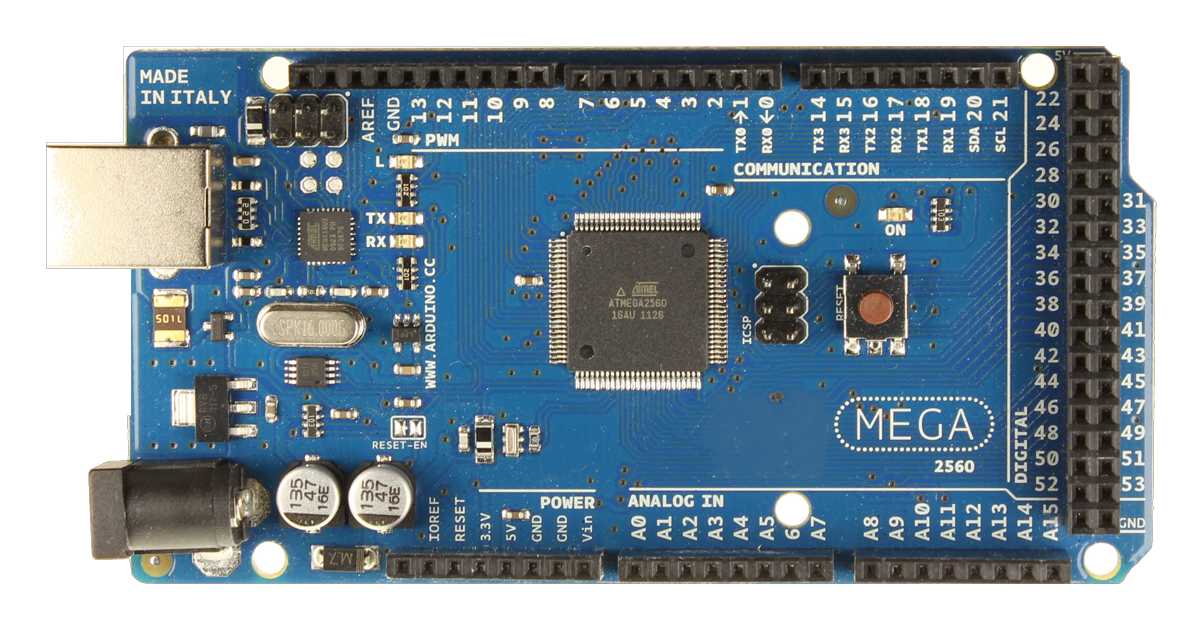 MADE
IN ITALY
AREF
GND
13
12
11
10
9
8
7
6
5
4
3
2
TX0→1
RX0←0
TX3 14
RX3 15
TX2 16
RX2 17
TX1 18
RX1 19
SDA 20
SCL 21
5V
PWM
COMMUNICATION
L
TX
RX
ON
22
24
26
28
30 31
32 33
34 35
36 37
38 39
40 41
42 43
44 45
46 47
48 49
50 51
52 53
GND
DIGITAL
220
ATMEL
ATMEGA2560
16AU 1126
ICSP
RESET
WWW.ARDUINO.CC
501L
SPK16.000G
RESET-EN
MEGA
2560
135
47
16E
135
47
16E
M7
POWER
IOREF
RESET
3.3V
5V
GND
GND
Vin
ANALOG IN
A0
A1
A2
A3
A4
A5
6
A7
A8
A9
A10
A11
A12
A13
A14
A15